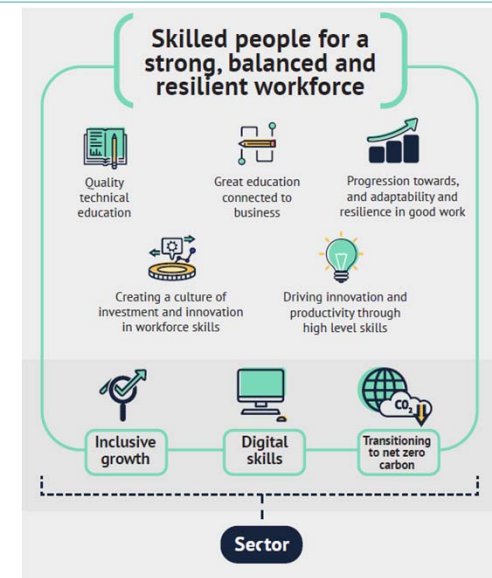 Skilled people for a
strong, balanced and
resilient workforce
Quality
technical
education
Great education
connected to
business
Progression towards,
and adaptability and
resilience in good work
Creating a culture of
investment and innovation
in workforce skills
Driving innovation and
productivity through
high level skills
CO₂
Inclusive
growth
Digital
skills
Transitioning
to net zero
carbon
Sector